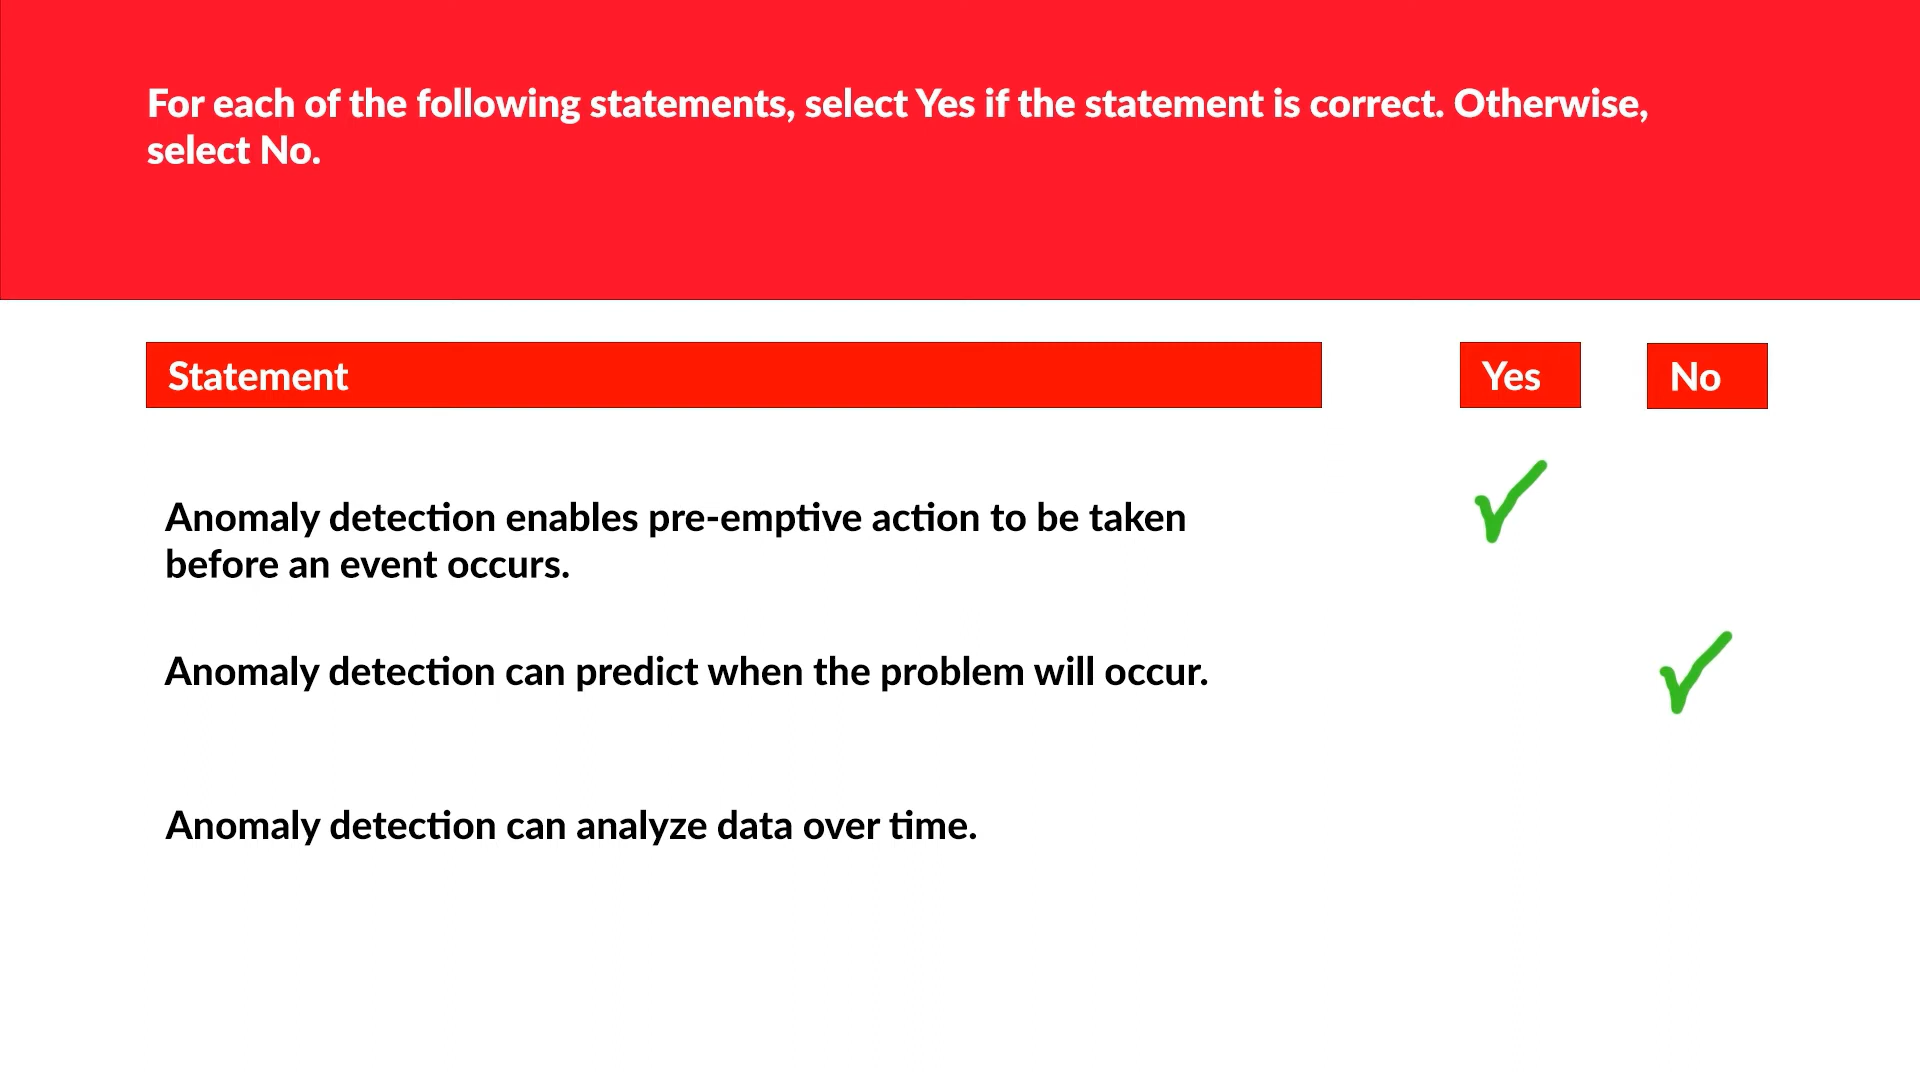 For each of the following statements, select Yes if the statement is correct. Otherwise,
select No.
Statement
Yes
No
Anomaly detection enables pre-emptive action to be taken
before an event occurs.
Anomaly detection can predict when the problem will occur.
Anomaly detection can analyze data over time.